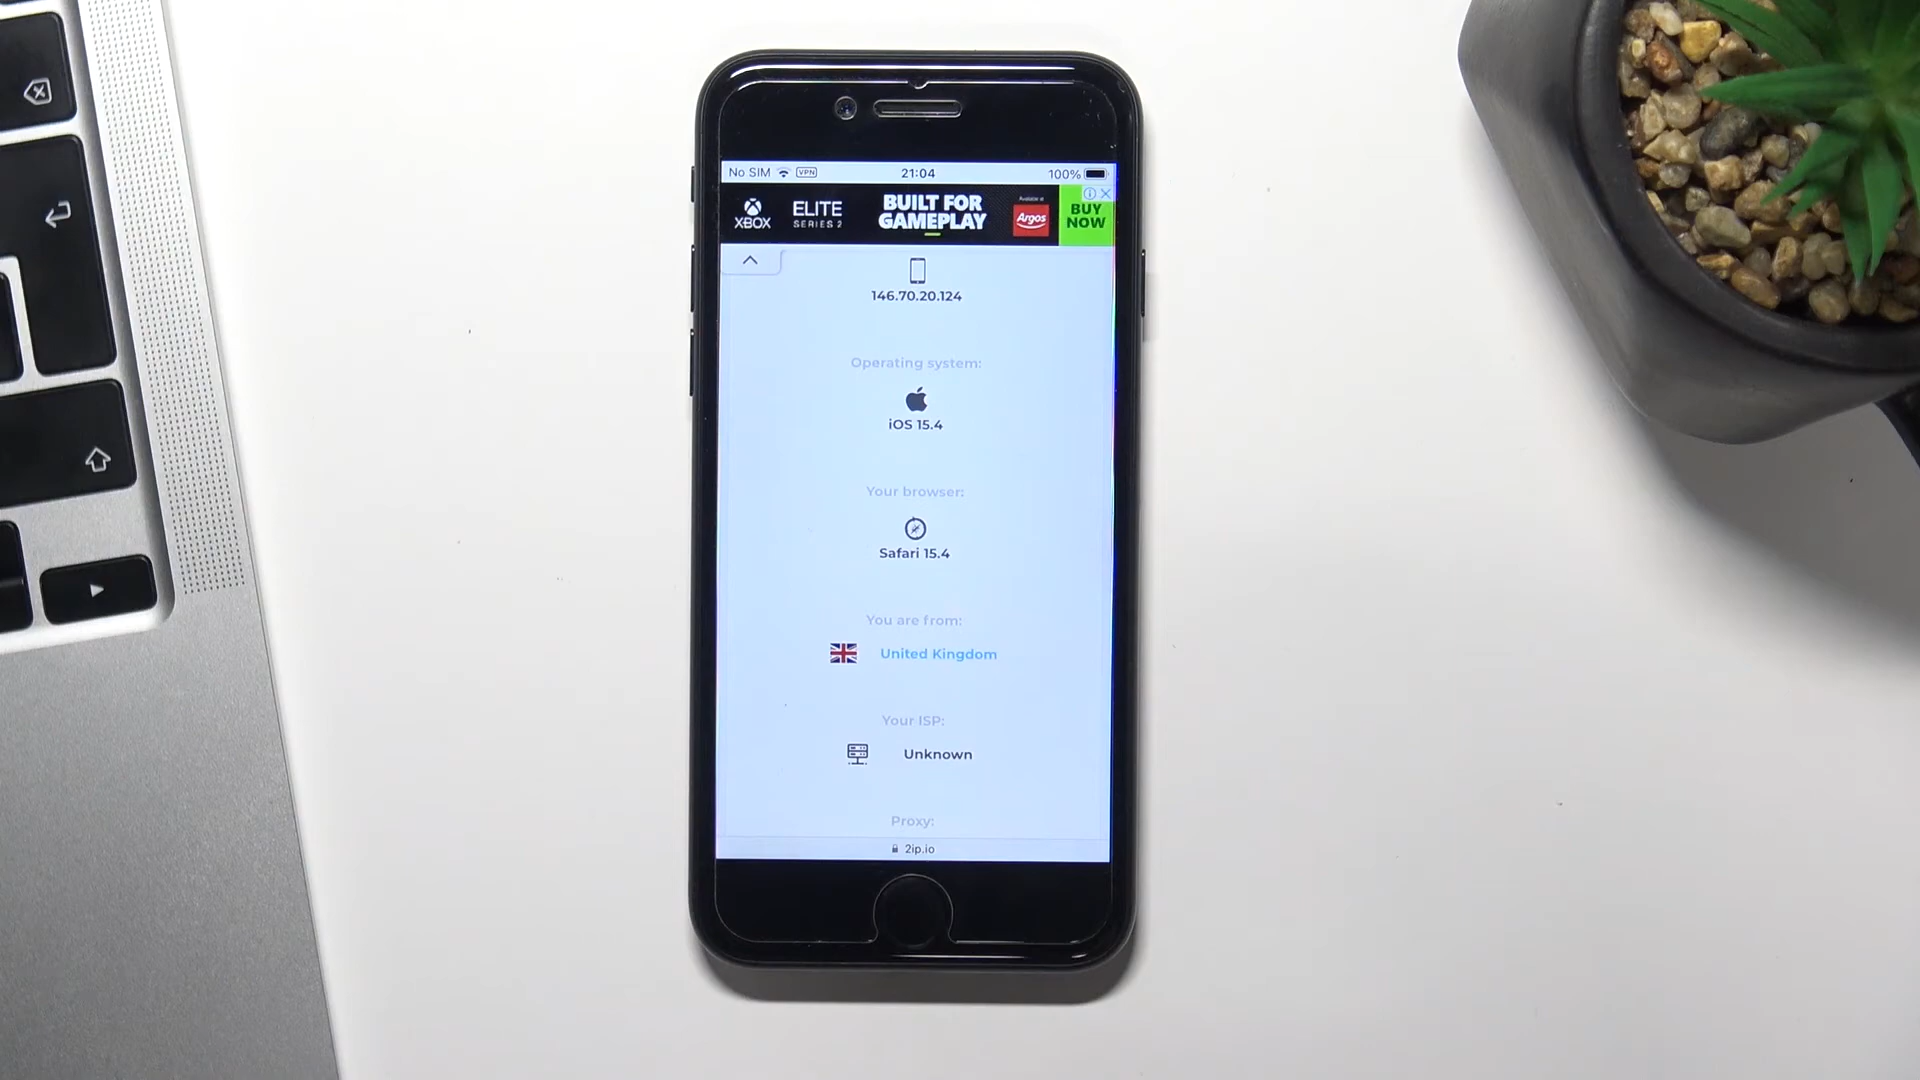 No SIM VPN 21:04 100%
XBOX
ELITE
SERIES 2
BUILT FOR
GAMEPLAY
Available at
Argos
BUY
NOW
146.70.20.124
Operating system:
iOS 15.4
Your browser:
Safari 15.4
You are from:
United Kingdom
Your ISP:
Unknown
Proxy:
2ip.io